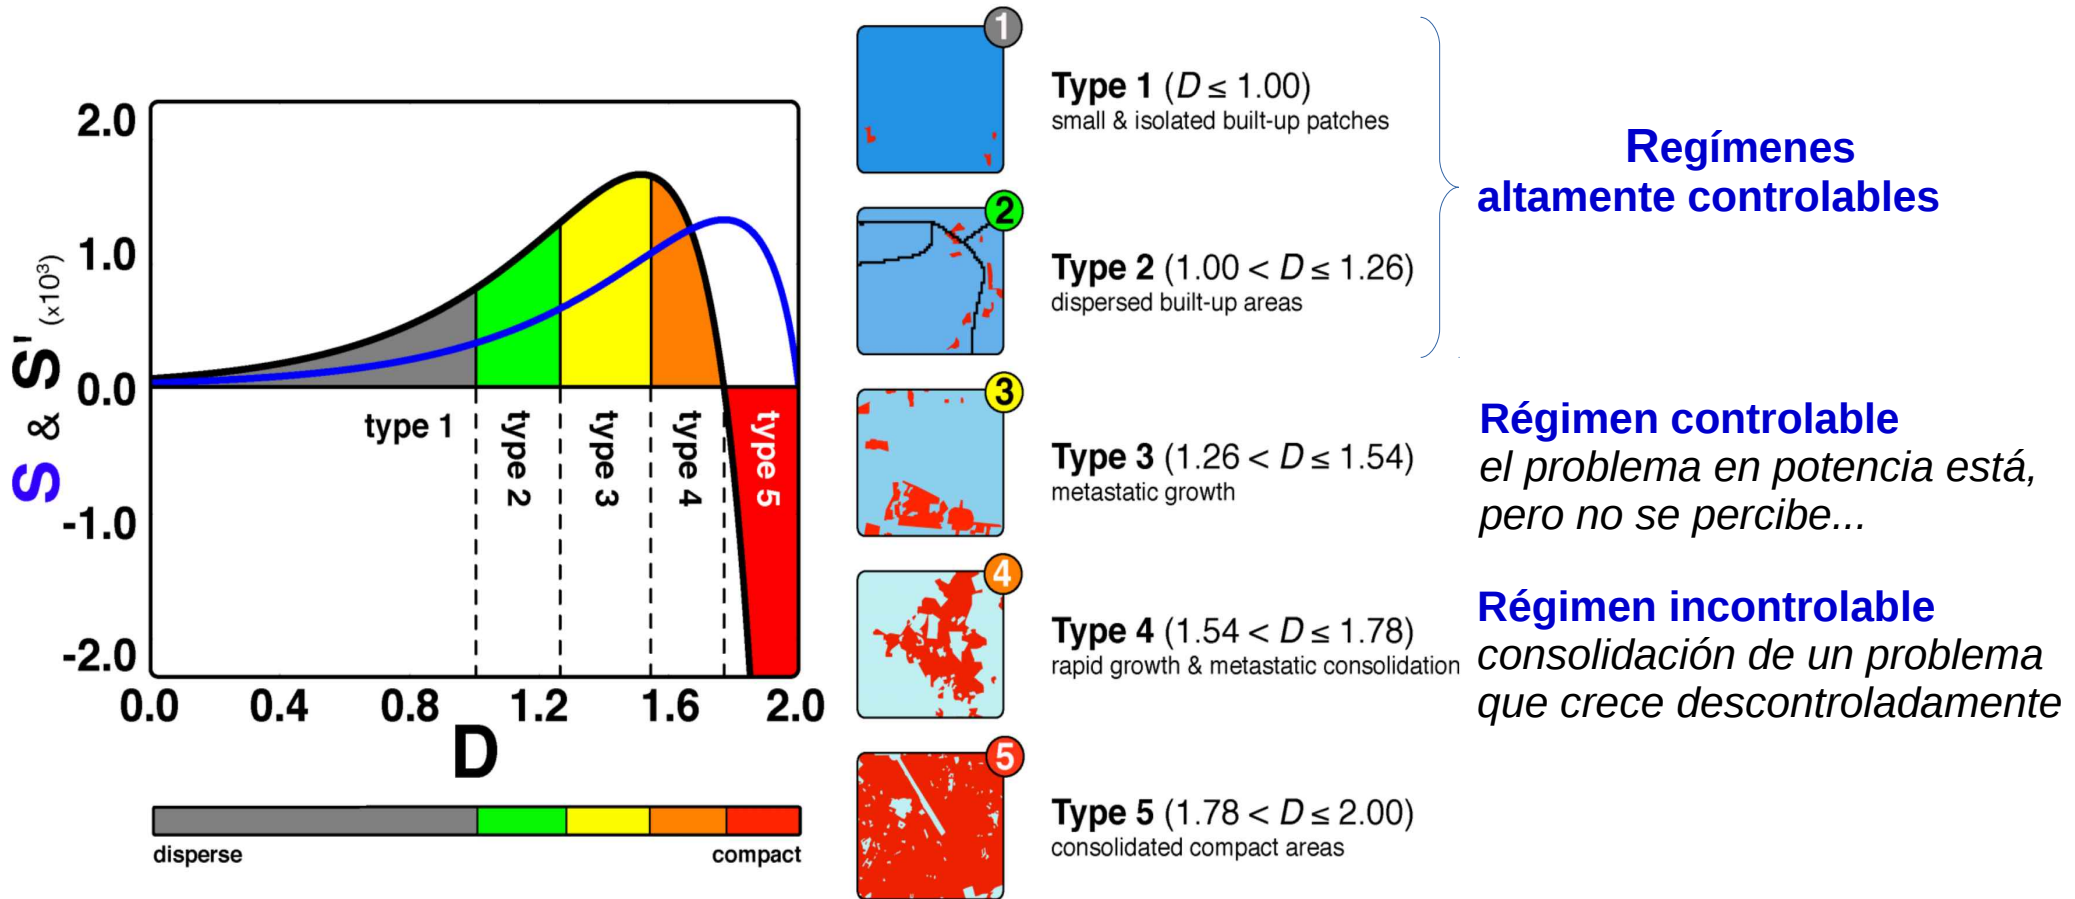 2.0
1.0
0.0
-1.0
-2.0
S & S' (x10³)
type 1
type 2
type 3
type 4
type 5
0.0 0.4 0.8 1.2 1.6 2.0
D
disperse compact
1
Type 1 (D ≤ 1.00)
small & isolated built-up patches
2
Type 2 (1.00 < D ≤ 1.26)
dispersed built-up areas
3
Type 3 (1.26 < D ≤ 1.54)
metastatic growth
4
Type 4 (1.54 < D ≤ 1.78)
rapid growth & metastatic consolidation
5
Type 5 (1.78 < D ≤ 2.00)
consolidated compact areas
Regímenes
altamente controlables
Régimen controlable
el problema en potencia está,
pero no se percibe...
Régimen incontrolable
consolidación de un problema
que crece descontroladamente